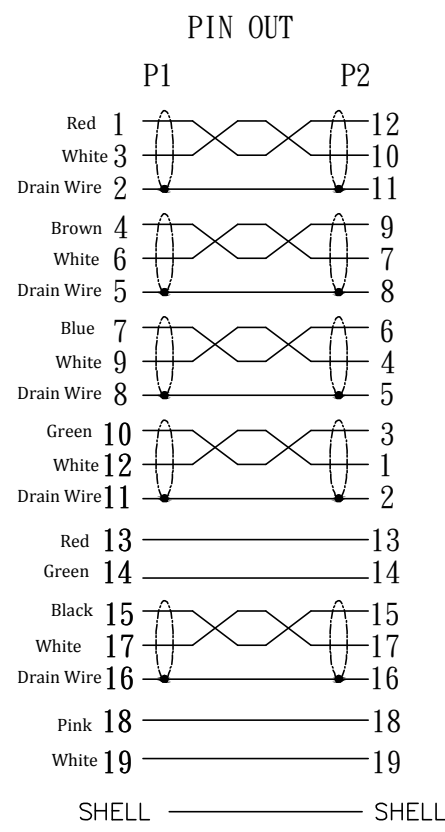 PIN OUT
P1 P2
Red 1 12
White 3 10
Drain Wire 2 11
Brown 4 9
White 6 7
Drain Wire 5 8
Blue 7 6
White 9 4
Drain Wire 8 5
Green 10 3
White 12 1
Drain Wire 11 2
Red 13 13
Green 14 14
Black 15 15
White 17 17
Drain Wire 16 16
Pink 18 18
White 19 19
SHELL SHELL